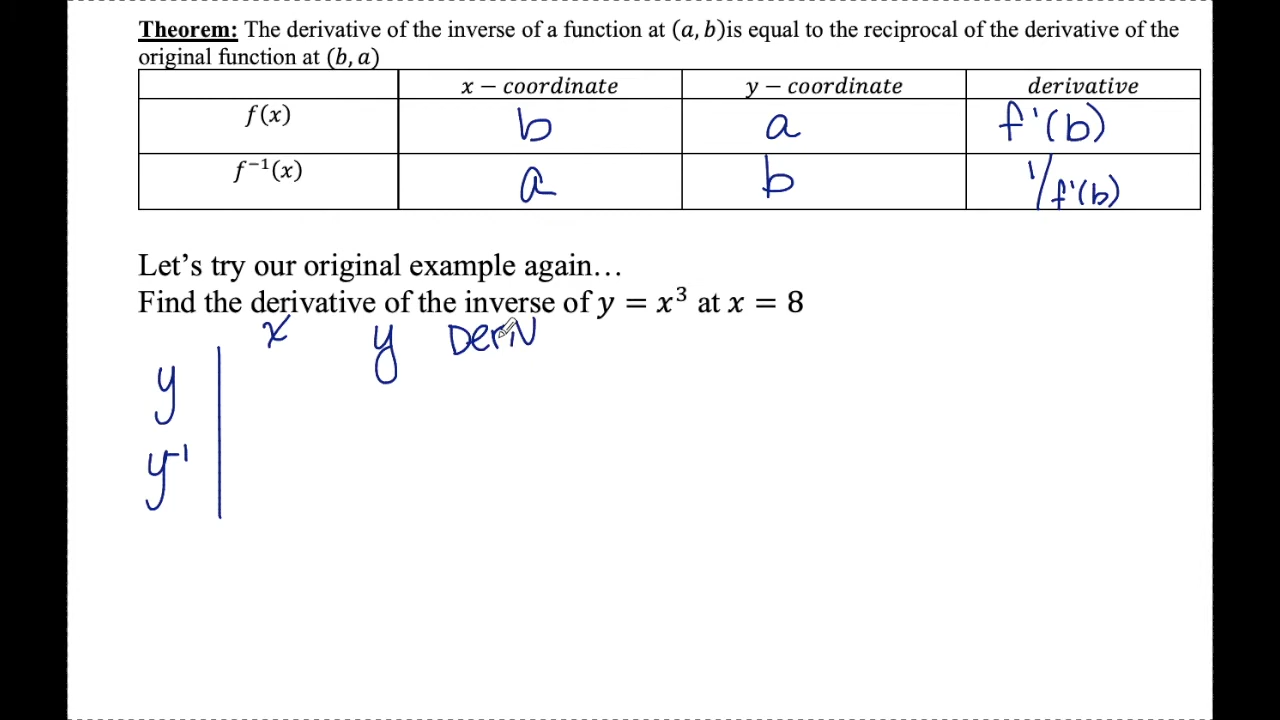 Theorem: The derivative of the inverse of a function at (a, b)is equal to the reciprocal of the derivative of the
original function at (b, a)
x − coordinate y − coordinate derivative
f(x) b a f'(b)
f⁻¹(x) a b 1/f'(b)
Let’s try our original example again…
Find the derivative of the inverse of y = x³ at x = 8
x y Deriv
y
y⁻¹